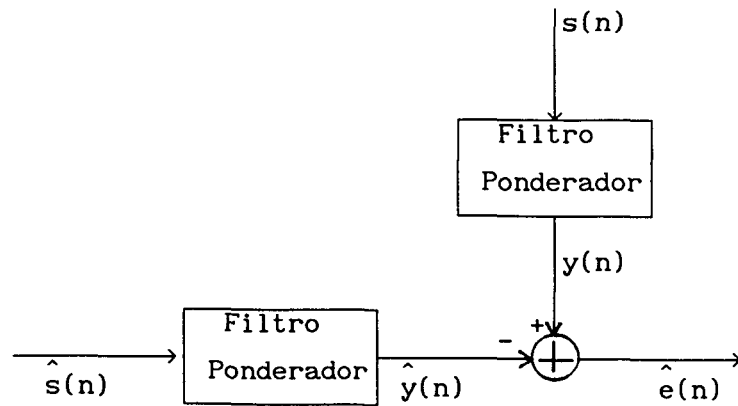 s(n)
Filtro
Ponderador
y(n)
+
-
Filtro
Ponderador
ŝ(n)
ŷ(n)
ê(n)